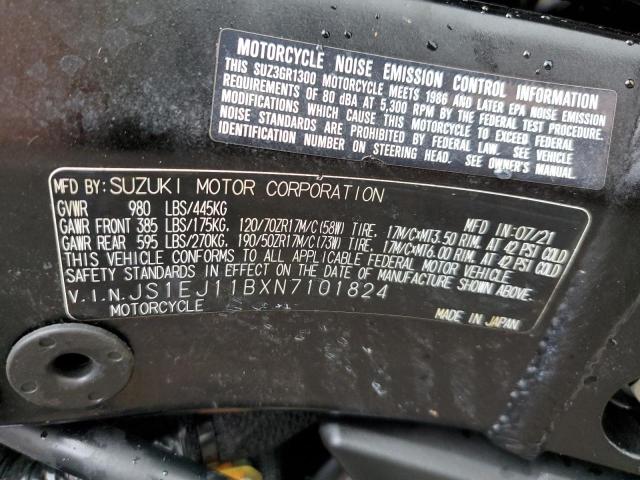 MOTORCYCLE NOISE EMISSION CONTROL INFORMATION
THIS SUZ3GR1300 MOTORCYCLE MEETS 1986 AND LATER EPA NOISE EMISSION
REQUIREMENTS OF 80 dBA AT 5,300 RPM BY THE FEDERAL TEST PROCEDURE.
MODIFICATIONS WHICH CAUSE THIS MOTORCYCLE TO EXCEED FEDERAL
NOISE STANDARDS ARE PROHIBITED BY FEDERAL LAW. SEE VEHICLE
IDENTIFICATION NUMBER ON STEERING HEAD. SEE OWNER'S MANUAL.
MFD BY: SUZUKI MOTOR CORPORATION MFD IN: 07/21
GVWR 980 LBS/445KG
GAWR FRONT 385 LBS/175KG, 120/70ZR17M/C(58W) TIRE, 17M/C×MT3.50 RIM, AT 42 PSI COLD
GAWR REAR 595 LBS/270KG, 190/50ZR17M/C(73W) TIRE, 17M/C×MT6.00 RIM, AT 42 PSI COLD
THIS VEHICLE CONFORMS TO ALL APPLICABLE FEDERAL MOTOR VEHICLE
SAFETY STANDARDS IN EFFECT ON THE DATE OF MANUFACTURE SHOWN ABOVE.
V.I.N. JS1EJ11BXN7101824
MOTORCYCLE MADE IN JAPAN